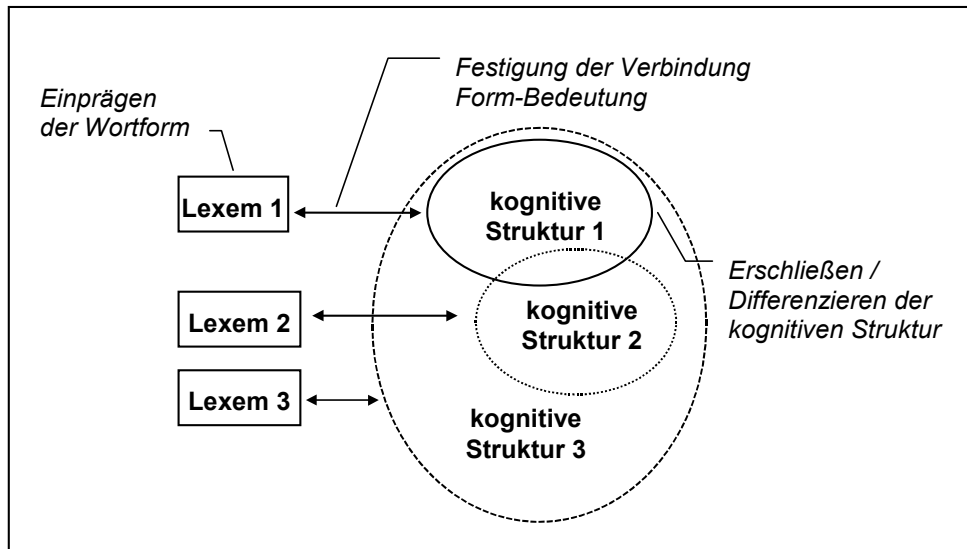 Einprägen
der Wortform
Festigung der Verbindung
Form-Bedeutung
Lexem 1
kognitive
Struktur 1
Erschließen /
Differenzieren der
kognitiven Struktur
Lexem 2
kognitive
Struktur 2
Lexem 3
kognitive
Struktur 3